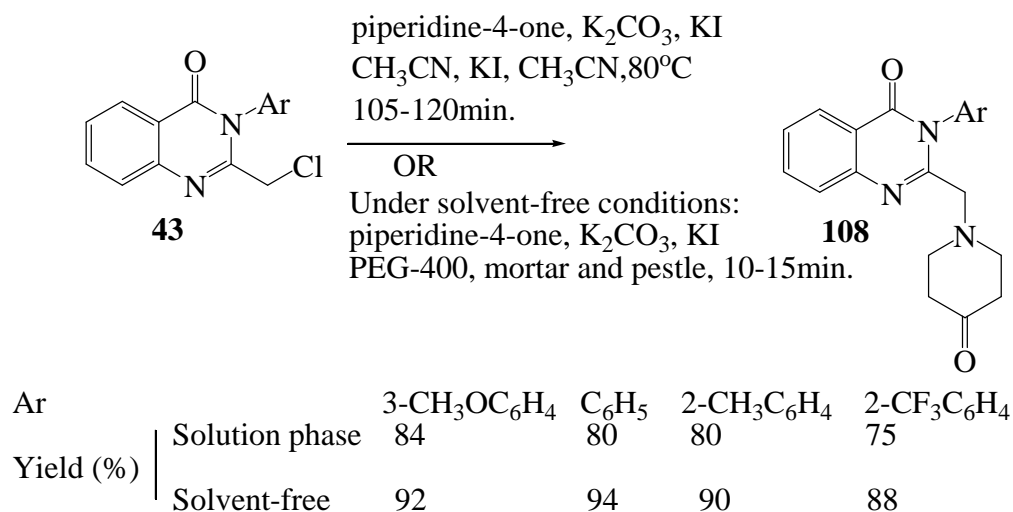 piperidine-4-one, K2CO3, KI
CH3CN, KI, CH3CN,80oC
105-120min.
OR
Under solvent-free conditions:
piperidine-4-one, K2CO3, KI
PEG-400, mortar and pestle, 10-15min.
O
N
Ar
N
Cl
43
O
N
Ar
N
108
N
O
Ar 3-CH3OC6H4 C6H5 2-CH3C6H4 2-CF3C6H4
Solution phase 84 80 80 75
Yield (%)
Solvent-free 92 94 90 88